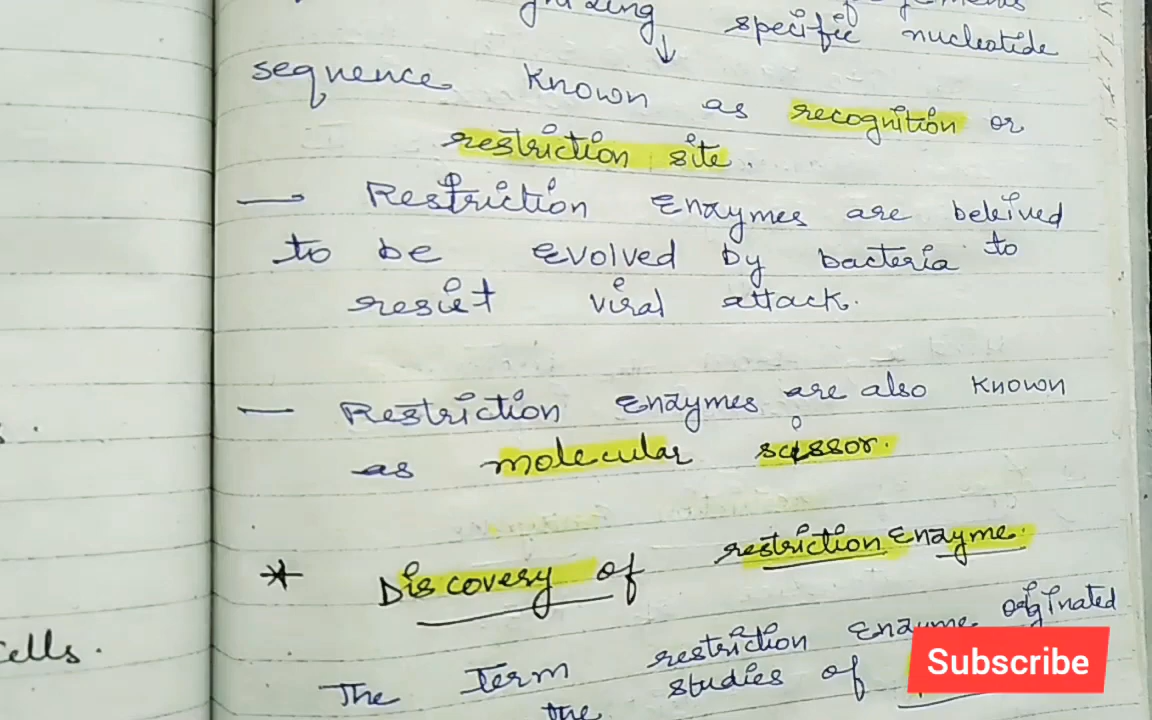 specific nucleotide
sequence known as recognition or
restriction site.
— Restriction Enzymes are beleived
to be Evolved by bacteria to
resist viral attack.
— Restriction Enzymes are also known
as molecular scissor.
* Discovery of restriction Enzyme.
The Term restriction Enzyme originated
the studies of
cells.
Subscribe